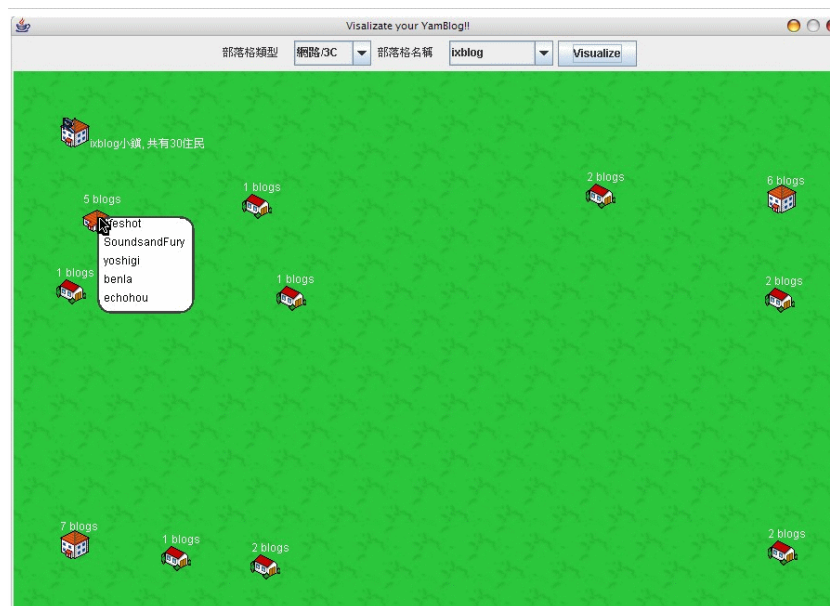 Visalizate your YamBlog!!
部落格類型 網路/3C 部落格名稱 ixblog Visualize
ixblog小鎮, 共有30住民
2 blogs
6 blogs
1 blogs
5 blogs
SoundsandFury
yoshigi
benla
echohou
1 blogs
1 blogs
2 blogs
7 blogs
1 blogs
2 blogs
2 blogs